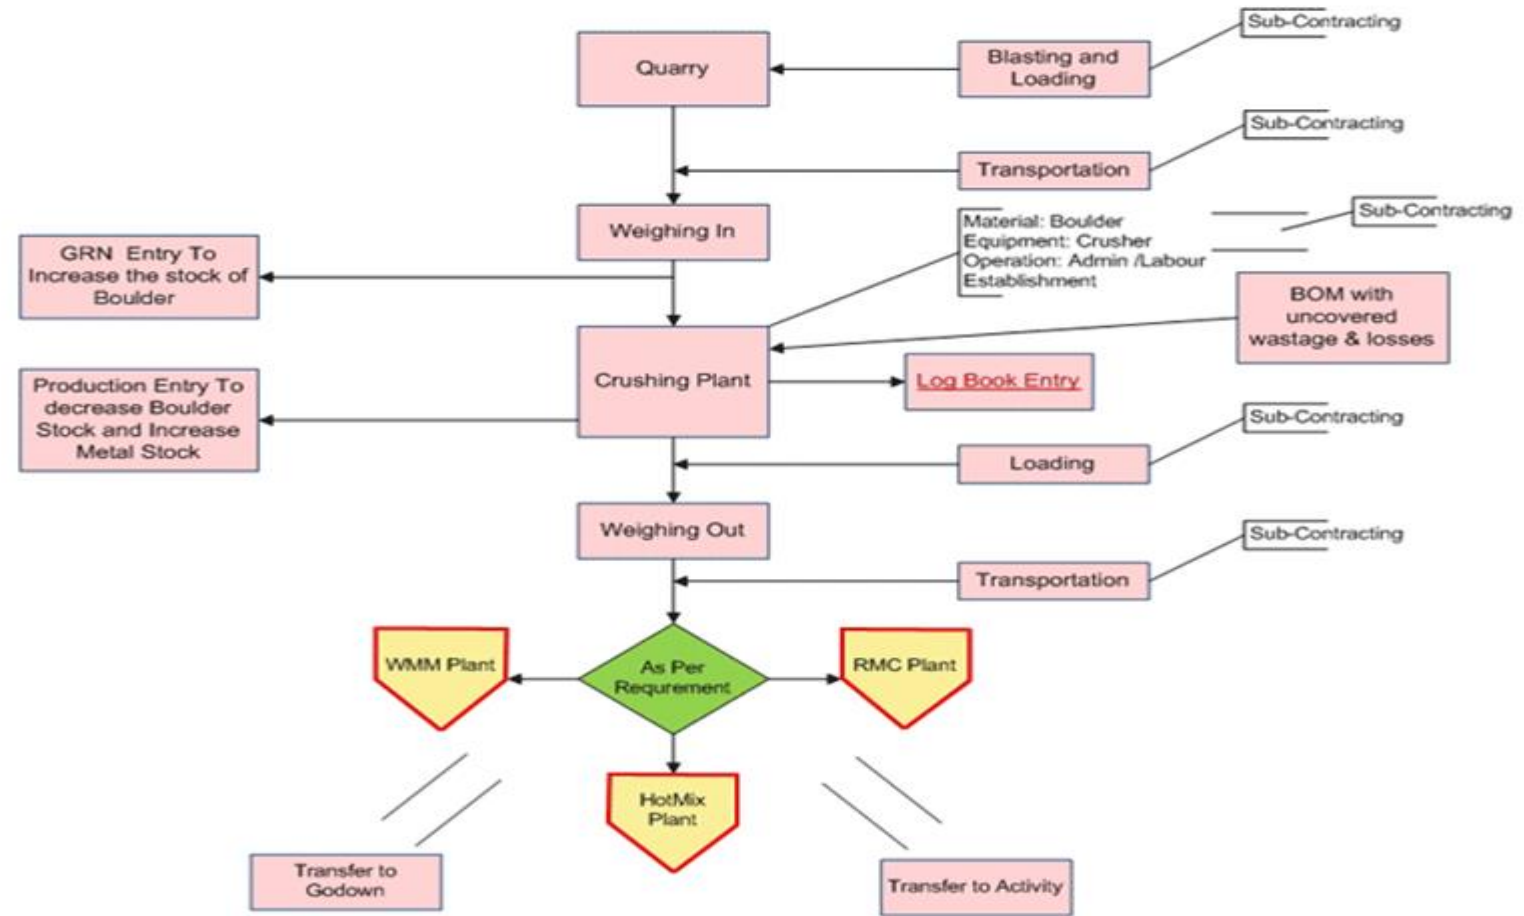 Sub-Contracting
Quarry
Blasting and
Loading
Sub-Contracting
Transportation
Weighing In
Material: Boulder
Equipment: Crusher
Operation: Admin /Labour
Establishment
Sub-Contracting
GRN Entry To
Increase the stock of
Boulder
BOM with
uncovered
wastage & losses
Crushing Plant
Log Book Entry
Production Entry To
decrease Boulder
Stock and Increase
Metal Stock
Sub-Contracting
Loading
Weighing Out
Sub-Contracting
Transportation
WMM Plant
As Per
Requrement
RMC Plant
HotMix
Plant
Transfer to
Godown
Transfer to Activity